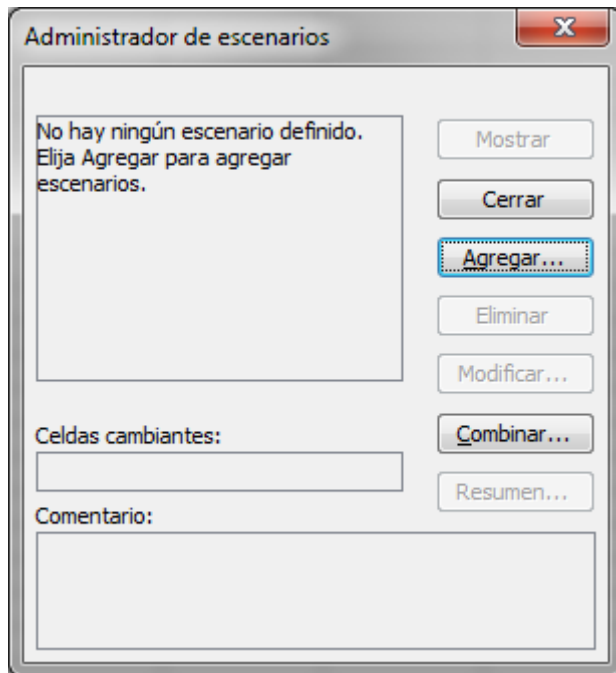 Administrador de escenarios
No hay ningún escenario definido.
Elija Agregar para agregar
escenarios.
Mostrar
Cerrar
Agregar...
Eliminar
Modificar...
Celdas cambiantes:
Combinar...
Resumen...
Comentario: